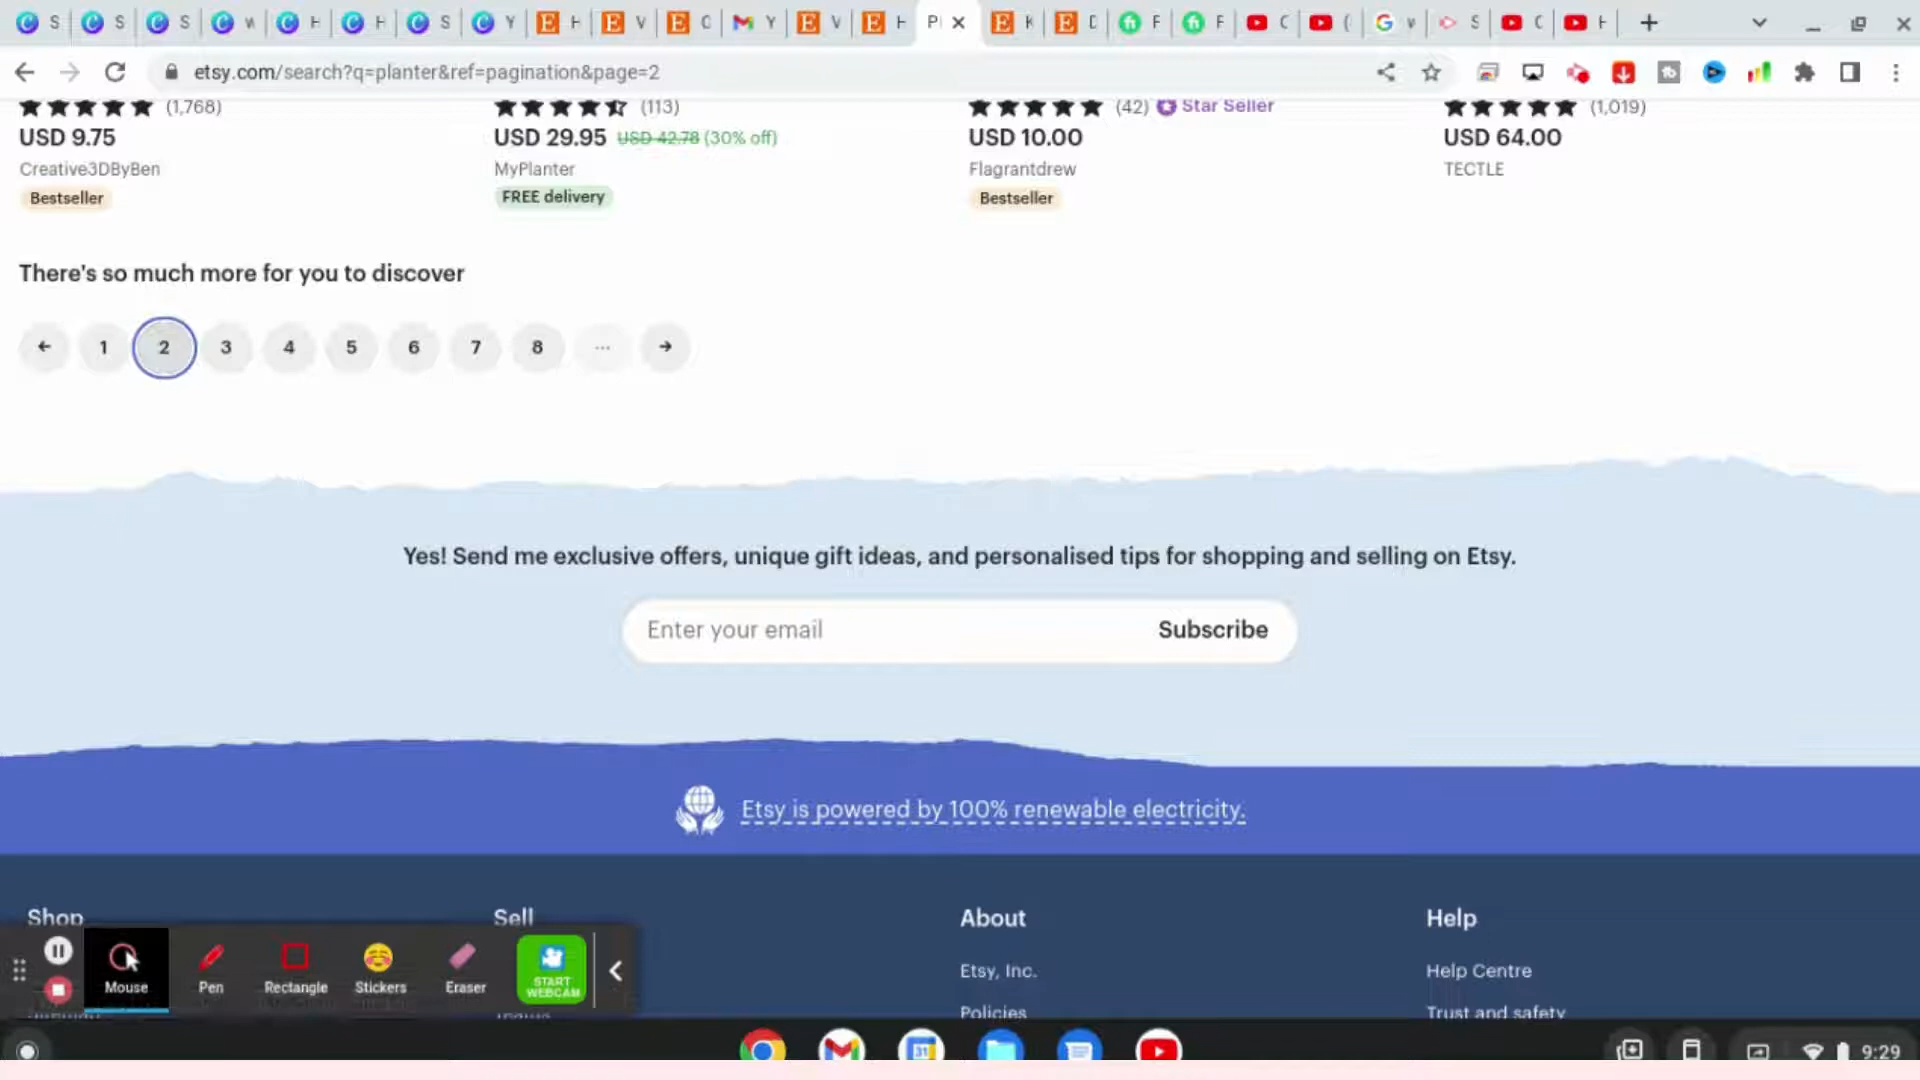 S S S W H H S Y H V C Y V H Pl K D F F C ( v S C H
etsy.com/search?q=planter&ref=pagination&page=2
(1,768) (113) (42) Star Seller (1,019)
USD 9.75 USD 29.95 USD 42.78 (30% off) USD 10.00 USD 64.00
Creative3DByBen MyPlanter Flagrantdrew TECTLE
Bestseller FREE delivery Bestseller
There's so much more for you to discover
1 2 3 4 5 6 7 8 ...
Yes! Send me exclusive offers, unique gift ideas, and personalised tips for shopping and selling on Etsy.
Enter your email Subscribe
Etsy is powered by 100% renewable electricity.
Shop Sell About Help
Etsy, Inc. Help Centre
Mouse Pen Rectangle Stickers Eraser START WEBCAM
Policies Trust and safety
31 9:29